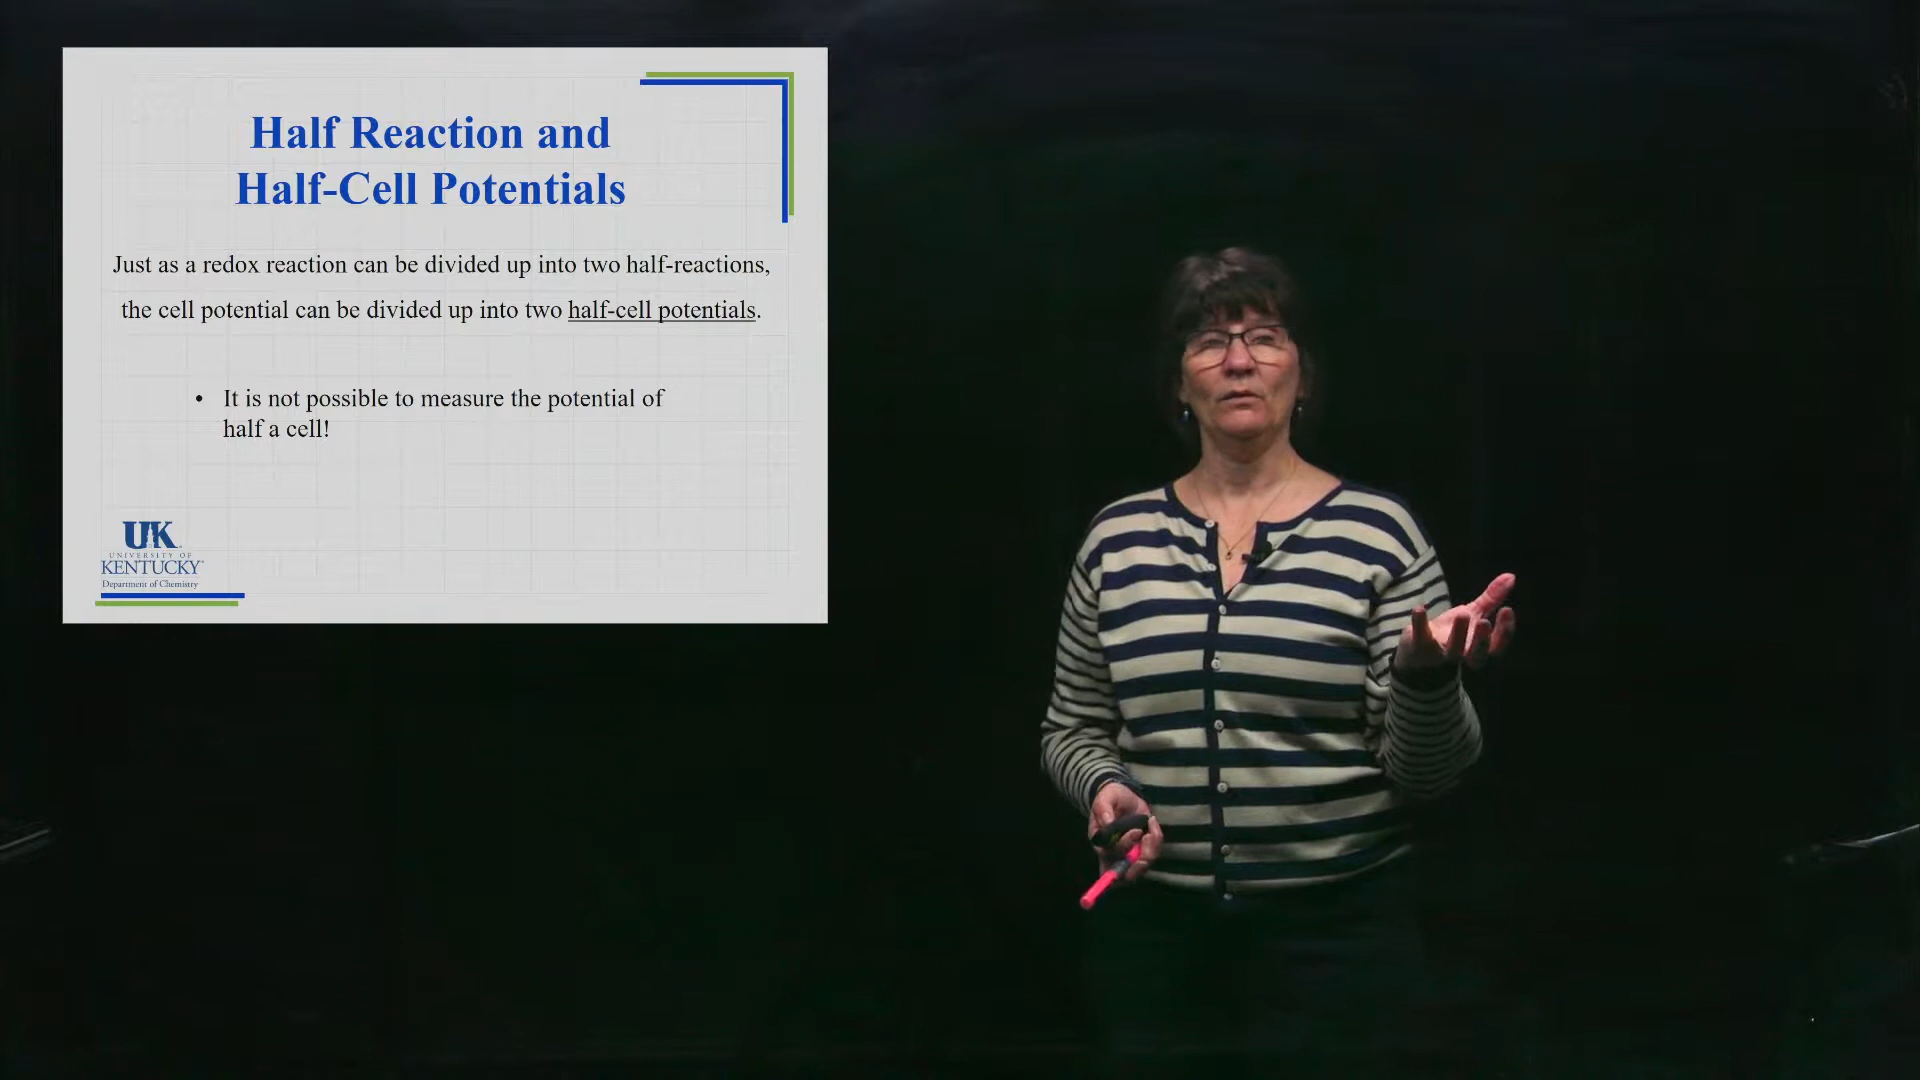 Half Reaction and
Half-Cell Potentials
Just as a redox reaction can be divided up into two half-reactions,
the cell potential can be divided up into two half-cell potentials.
• It is not possible to measure the potential of
half a cell!
UK
UNIVERSITY OF
KENTUCKY
Department of Chemistry